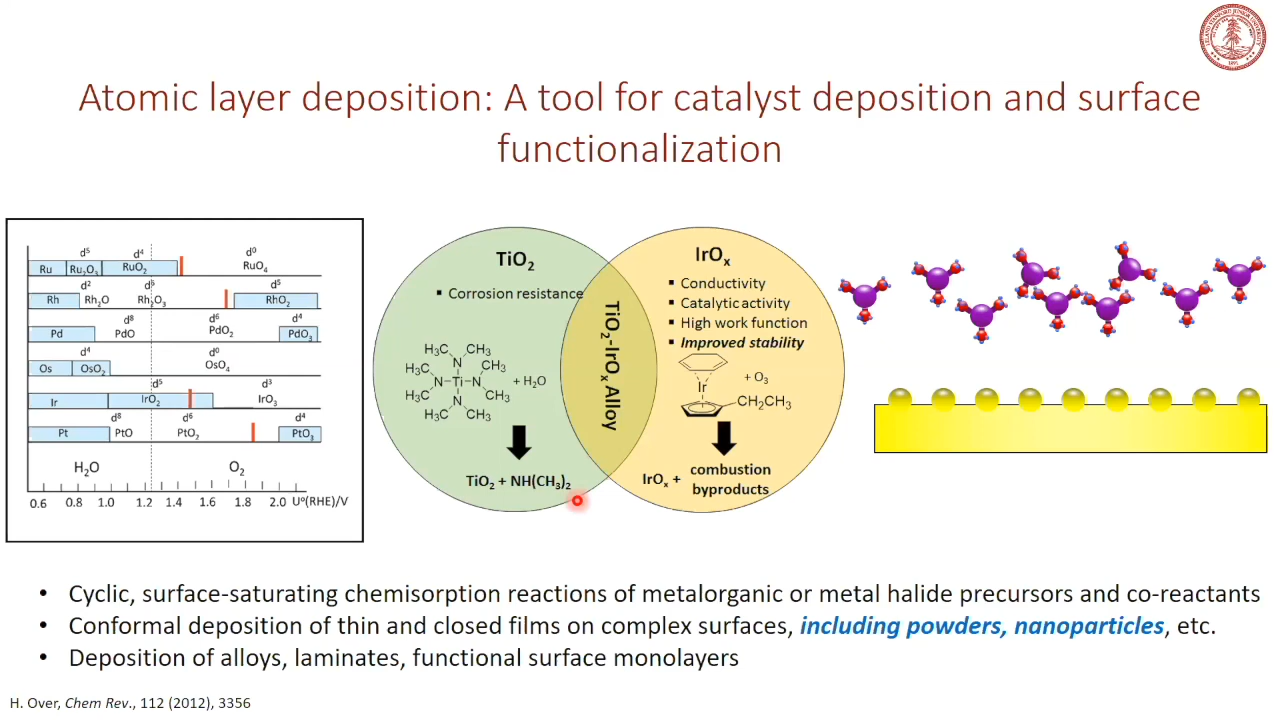 Atomic layer deposition: A tool for catalyst deposition and surface
functionalization
d⁵ d⁴ d⁰
Ru Ru₂O₃ RuO₂ RuO₄
d² d⁶ d⁵
Rh Rh₂O Rh₂O₃ RhO₂
d⁸ d⁶ d⁴
Pd PdO PdO₂ PdO₃
d⁴ d⁰
Os OsO₂ OsO₄
d⁵ d³
Ir IrO₂ IrO₃
d⁸ d⁶ d⁴
Pt PtO PtO₂ PtO₃
H₂O O₂
0.6 0.8 1.0 1.2 1.4 1.6 1.8 2.0 U⁰(RHE)/V
TiO₂
▪ Corrosion resistance
H₃C CH₃
H₃C N CH₃
N Ti N + H₂O
H₃C N CH₃
H₃C CH₃
TiO₂ + NH(CH₃)₂
TiO₂-IrOₓ Alloy
IrOₓ
▪ Conductivity
▪ Catalytic activity
▪ High work function
▪ Improved stability
Ir + O₃
CH₂CH₃
IrOₓ + combustion
byproducts
• Cyclic, surface-saturating chemisorption reactions of metalorganic or metal halide precursors and co-reactants
• Conformal deposition of thin and closed films on complex surfaces, including powders, nanoparticles, etc.
• Deposition of alloys, laminates, functional surface monolayers
H. Over, Chem Rev., 112 (2012), 3356